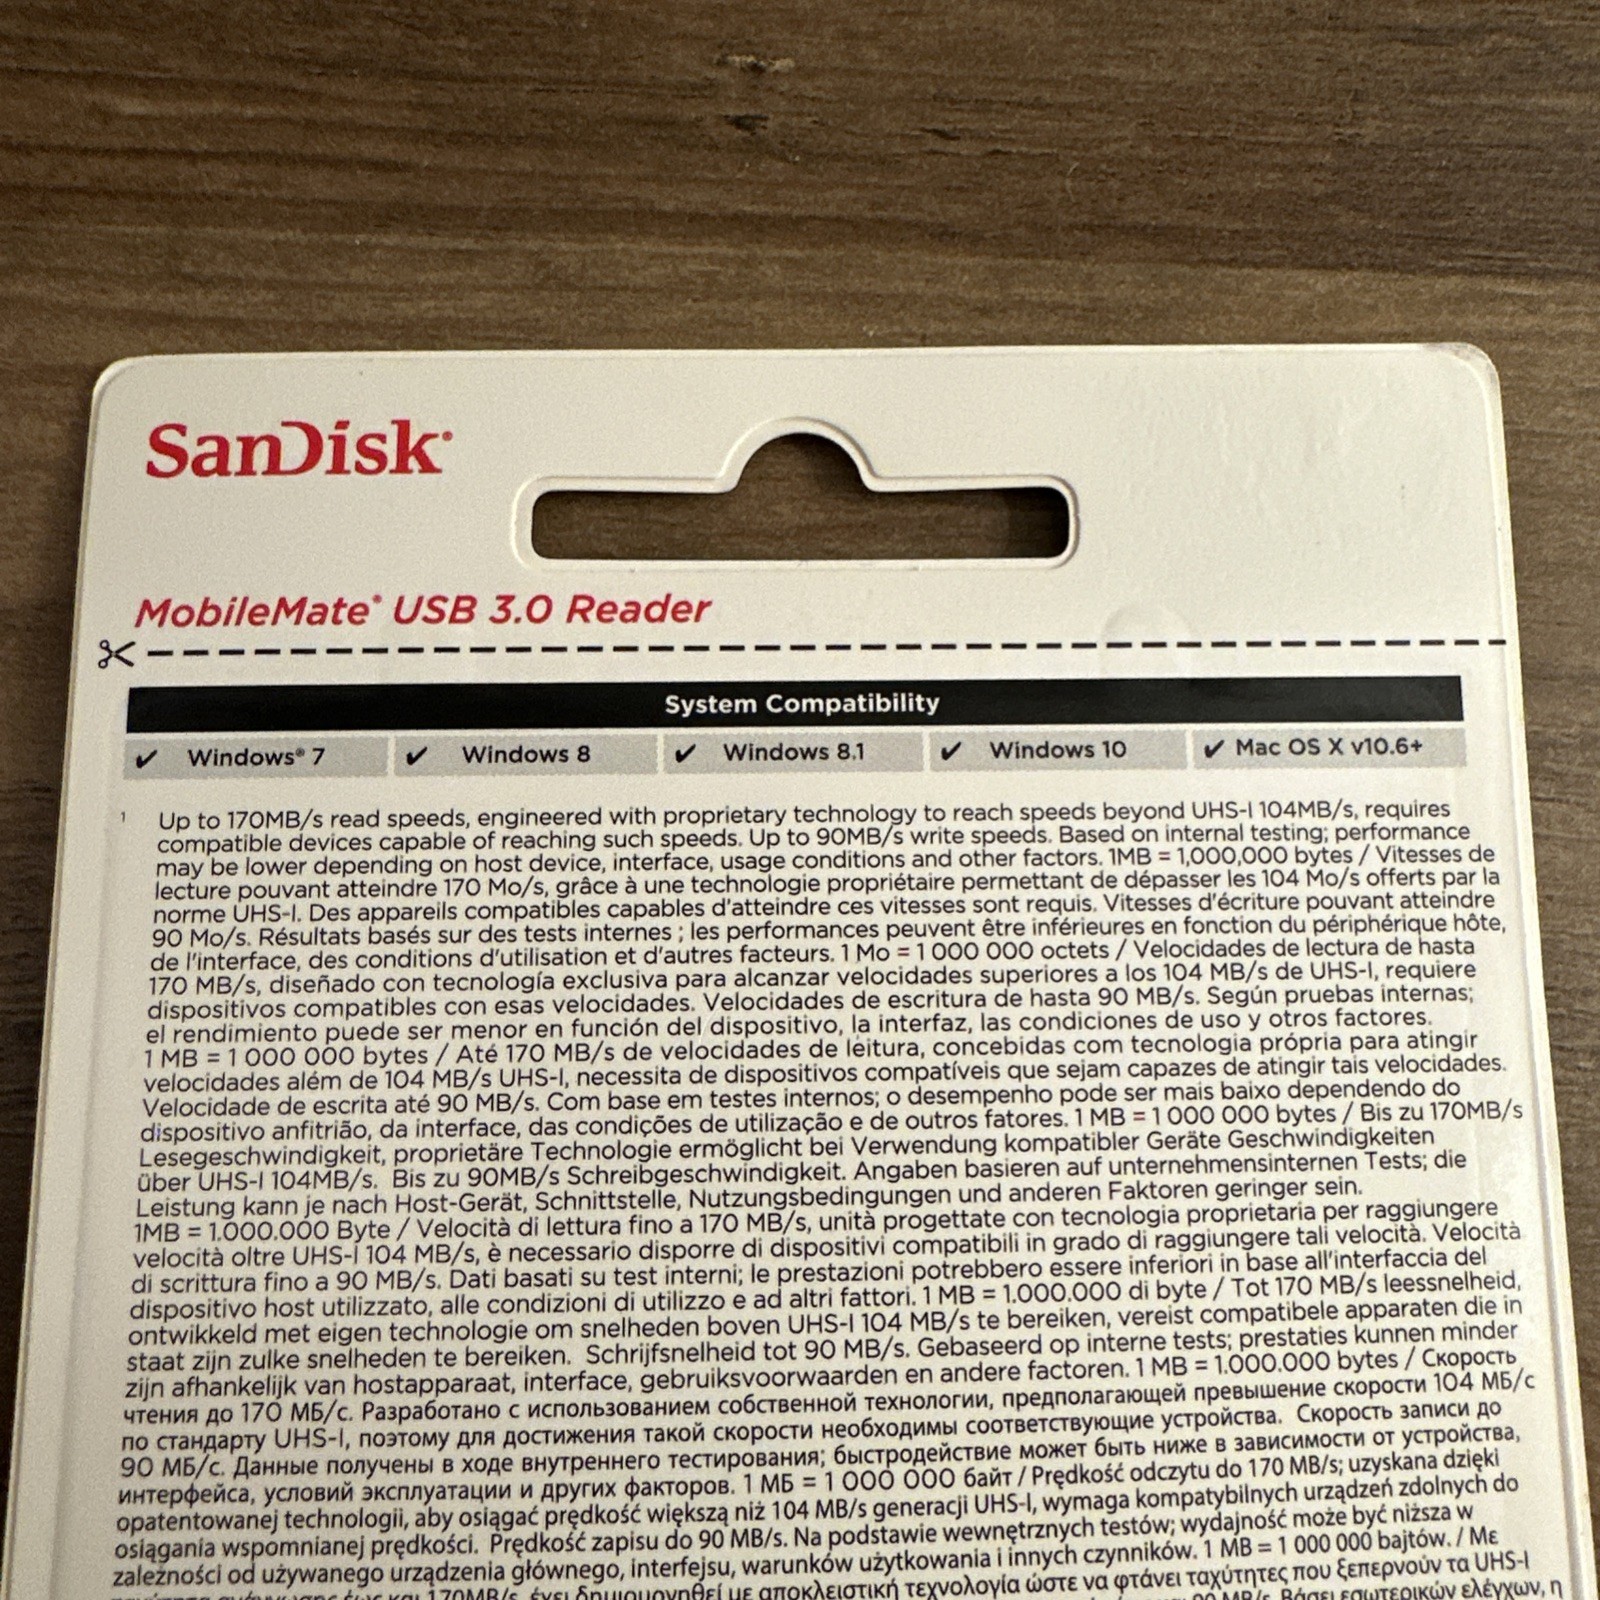 SanDisk®
MobileMate® USB 3.0 Reader
System Compatibility
✔ Windows® 7 ✔ Windows 8 ✔ Windows 8.1 ✔ Windows 10 ✔ Mac OS X v10.6+
1 Up to 170MB/s read speeds, engineered with proprietary technology to reach speeds beyond UHS-I 104MB/s, requires
compatible devices capable of reaching such speeds. Up to 90MB/s write speeds. Based on internal testing; performance
may be lower depending on host device, interface, usage conditions and other factors. 1MB = 1,000,000 bytes / Vitesses de
lecture pouvant atteindre 170 Mo/s, grâce à une technologie propriétaire permettant de dépasser les 104 Mo/s offerts par la
norme UHS-I. Des appareils compatibles capables d'atteindre ces vitesses sont requis. Vitesses d'écriture pouvant atteindre
90 Mo/s. Résultats basés sur des tests internes ; les performances peuvent être inférieures en fonction du périphérique hôte,
de l'interface, des conditions d'utilisation et d'autres facteurs. 1 Mo = 1 000 000 octets / Velocidades de lectura de hasta
170 MB/s, diseñado con tecnología exclusiva para alcanzar velocidades superiores a los 104 MB/s de UHS-I, requiere
dispositivos compatibles con esas velocidades. Velocidades de escritura de hasta 90 MB/s. Según pruebas internas;
el rendimiento puede ser menor en función del dispositivo, la interfaz, las condiciones de uso y otros factores.
1 MB = 1 000 000 bytes / Até 170 MB/s de velocidades de leitura, concebidas com tecnologia própria para atingir
velocidades além de 104 MB/s UHS-I, necessita de dispositivos compatíveis que sejam capazes de atingir tais velocidades.
Velocidade de escrita até 90 MB/s. Com base em testes internos; o desempenho pode ser mais baixo dependendo do
dispositivo anfitrião, da interface, das condições de utilização e de outros fatores. 1 MB = 1 000 000 bytes / Bis zu 170MB/s
Lesegeschwindigkeit, proprietäre Technologie ermöglicht bei Verwendung kompatibler Geräte Geschwindigkeiten
über UHS-I 104MB/s. Bis zu 90MB/s Schreibgeschwindigkeit. Angaben basieren auf unternehmensinternen Tests; die
Leistung kann je nach Host-Gerät, Schnittstelle, Nutzungsbedingungen und anderen Faktoren geringer sein.
1MB = 1.000.000 Byte / Velocità di lettura fino a 170 MB/s, unità progettate con tecnologia proprietaria per raggiungere
velocità oltre UHS-I 104 MB/s, è necessario disporre di dispositivi compatibili in grado di raggiungere tali velocità. Velocità
di scrittura fino a 90 MB/s. Dati basati su test interni; le prestazioni potrebbero essere inferiori in base all'interfaccia del
dispositivo host utilizzato, alle condizioni di utilizzo e ad altri fattori. 1 MB = 1.000.000 di byte / Tot 170 MB/s leessnelheid,
ontwikkeld met eigen technologie om snelheden boven UHS-I 104 MB/s te bereiken, vereist compatibele apparaten die in
staat zijn zulke snelheden te bereiken. Schrijfsnelheid tot 90 MB/s. Gebaseerd op interne tests; prestaties kunnen minder
zijn afhankelijk van hostapparaat, interface, gebruiksvoorwaarden en andere factoren. 1 MB = 1.000.000 bytes / Скорость
чтения до 170 МБ/с. Разработано с использованием собственной технологии, предполагающей превышение скорости 104 МБ/с
по стандарту UHS-I, поэтому для достижения такой скорости необходимы соответствующие устройства. Скорость записи до
90 МБ/с. Данные получены в ходе внутреннего тестирования; быстродействие может быть ниже в зависимости от устройства,
интерфейса, условий эксплуатации и других факторов. 1 МБ = 1 000 000 байт / Prędkość odczytu do 170 MB/s; uzyskana dzięki
opatentowanej technologii, aby osiągać prędkość większą niż 104 MB/s generacji UHS-I, wymaga kompatybilnych urządzeń zdolnych do
osiągania wspomnianej prędkości. Prędkość zapisu do 90 MB/s. Na podstawie wewnętrznych testów; wydajność może być niższa w
zależności od używanego urządzenia głównego, interfejsu, warunków użytkowania i innych czynników. 1 MB = 1 000 000 bajtów. / Με
έως και 170MB/s, έχει δημιουργηθεί με αποκλειστική τεχνολογία ώστε να φτάνει ταχύτητες που ξεπερνούν τα UHS-I
90 MB/s. Βάσει εσωτερικών ελέγχων, η